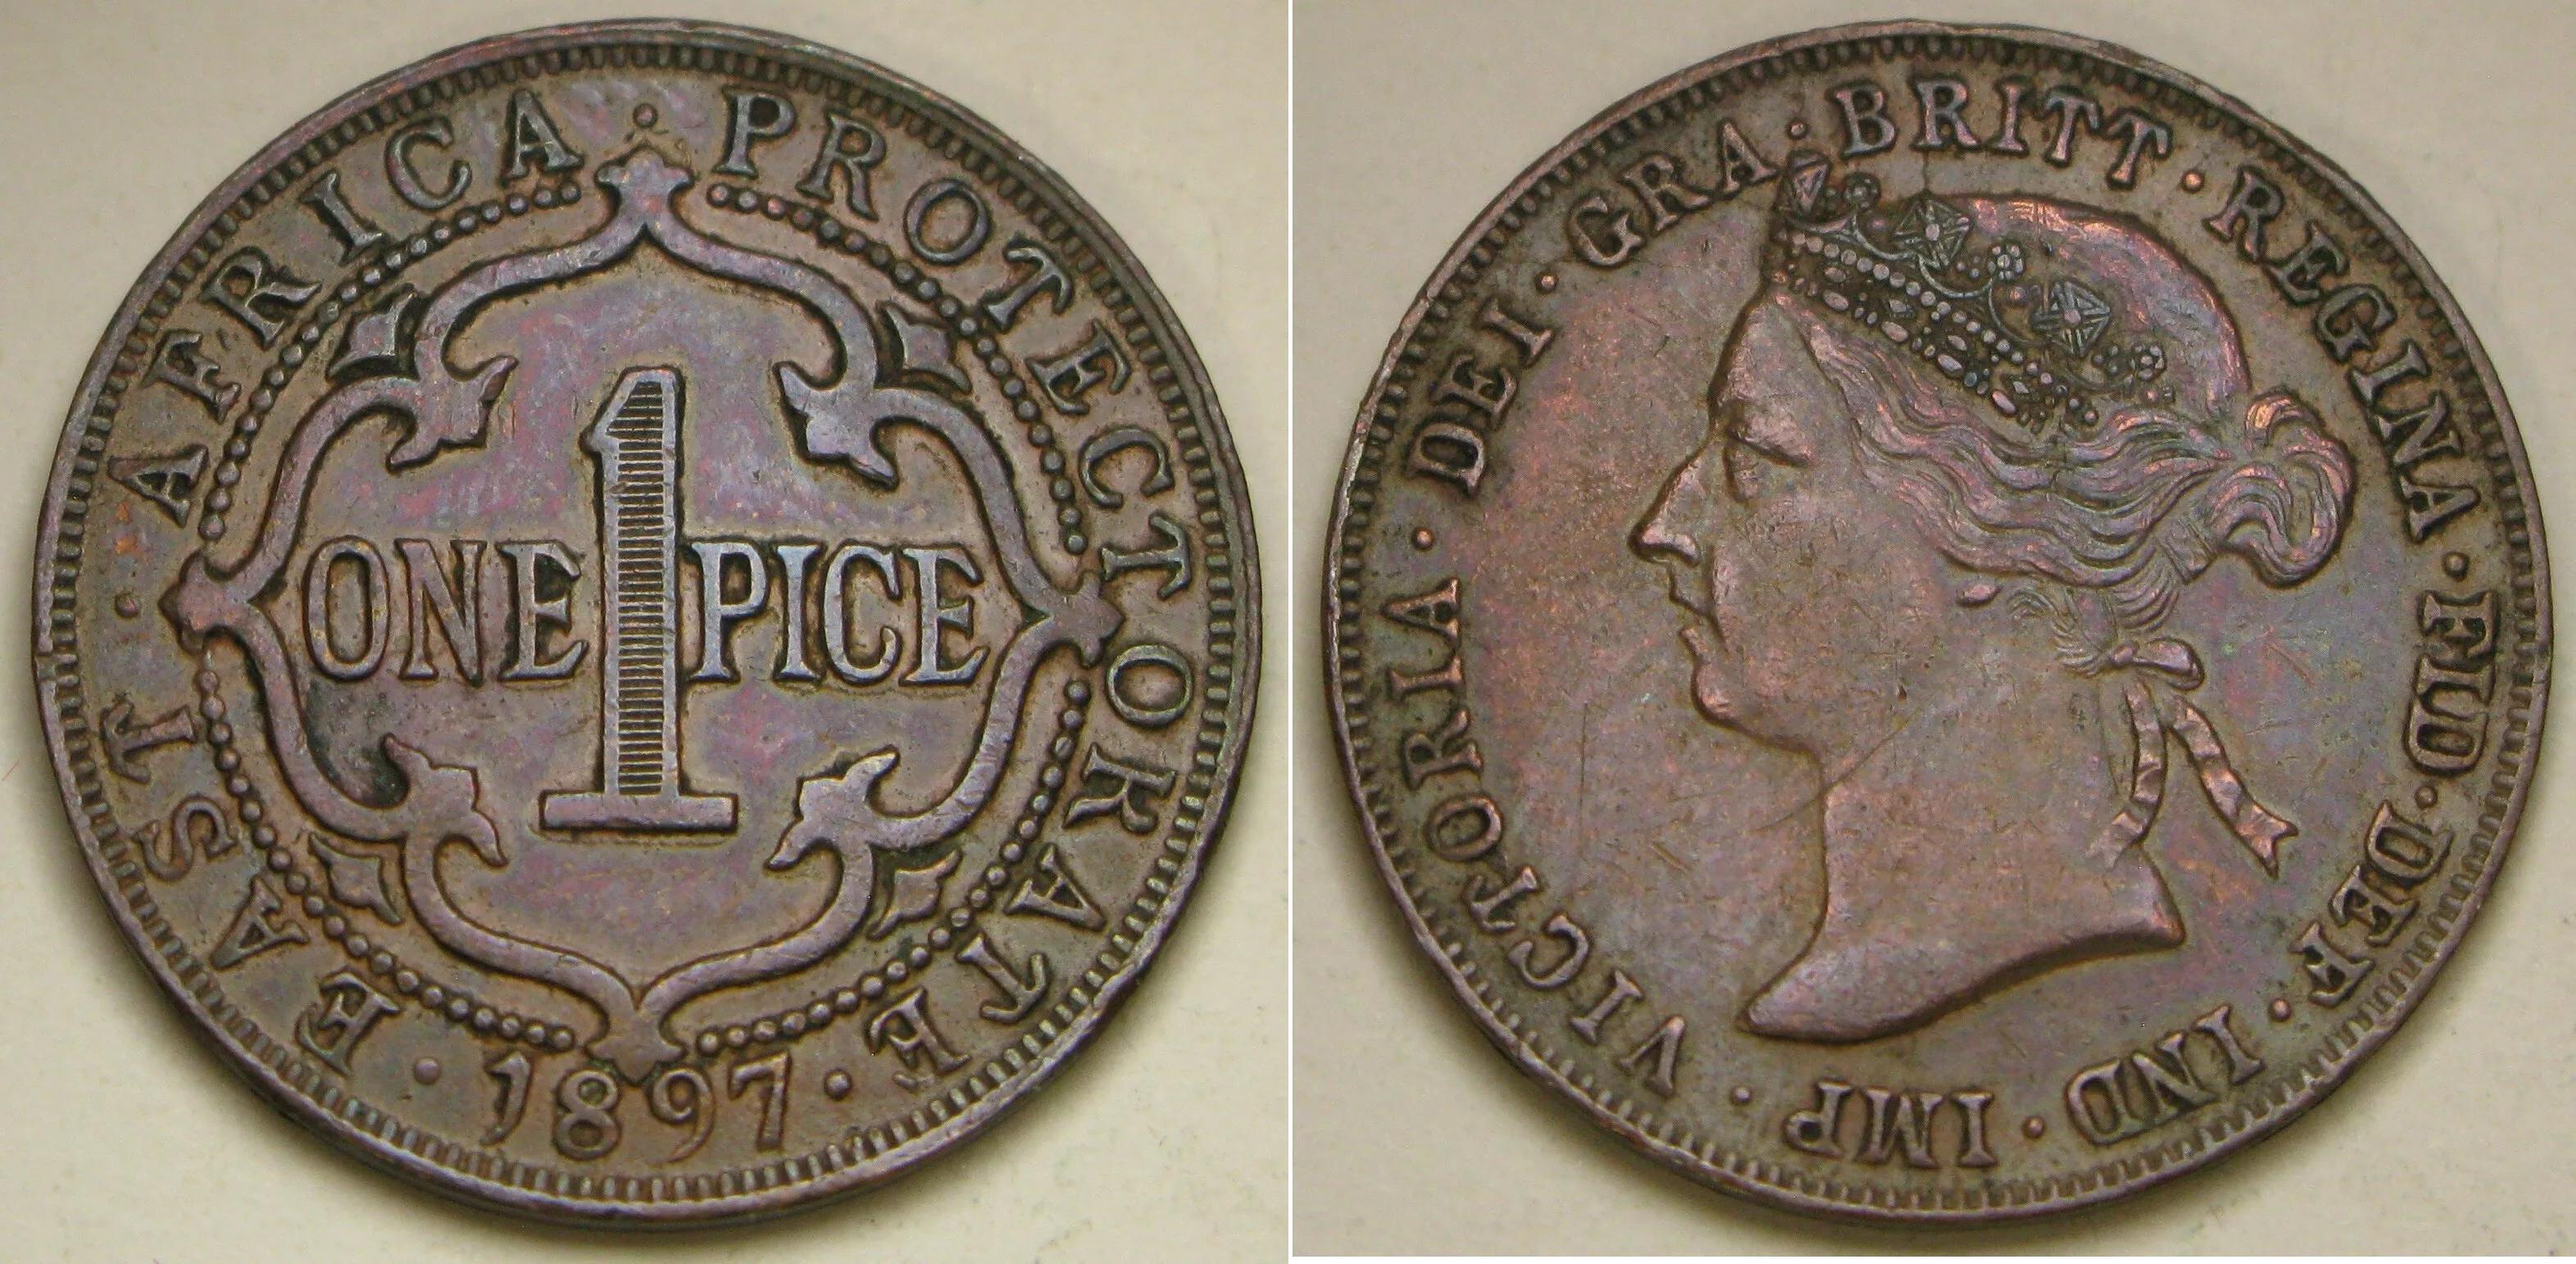 EAST · AFRICA · PROTECTORATE
ONE 1 PICE
· 1897 ·
VICTORIA · DEI · GRA · BRITT · REGINA · FID · DEF · IND · IMP ·